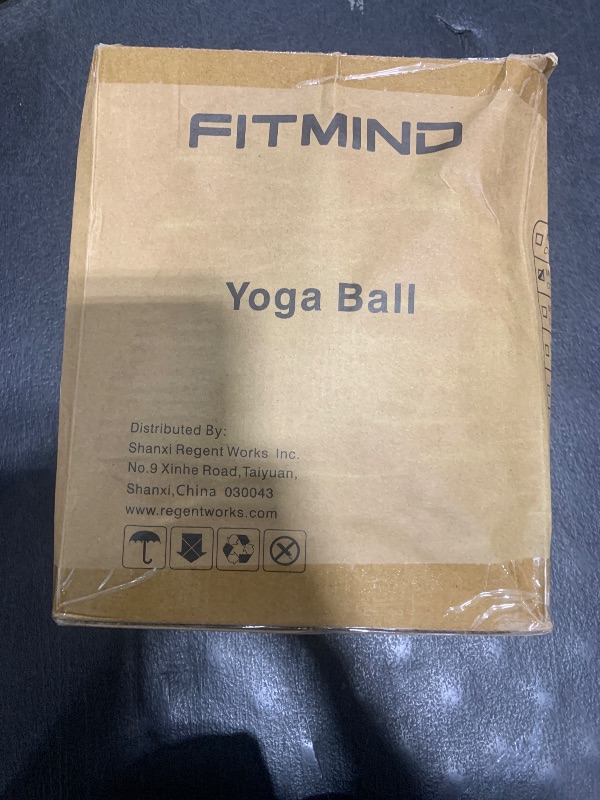 FITMIND
Yoga Ball
Distributed By:
Shanxi Regent Works Inc.
No.9 Xinhe Road,Taiyuan,
Shanxi,China 030043
www.regentworks.com